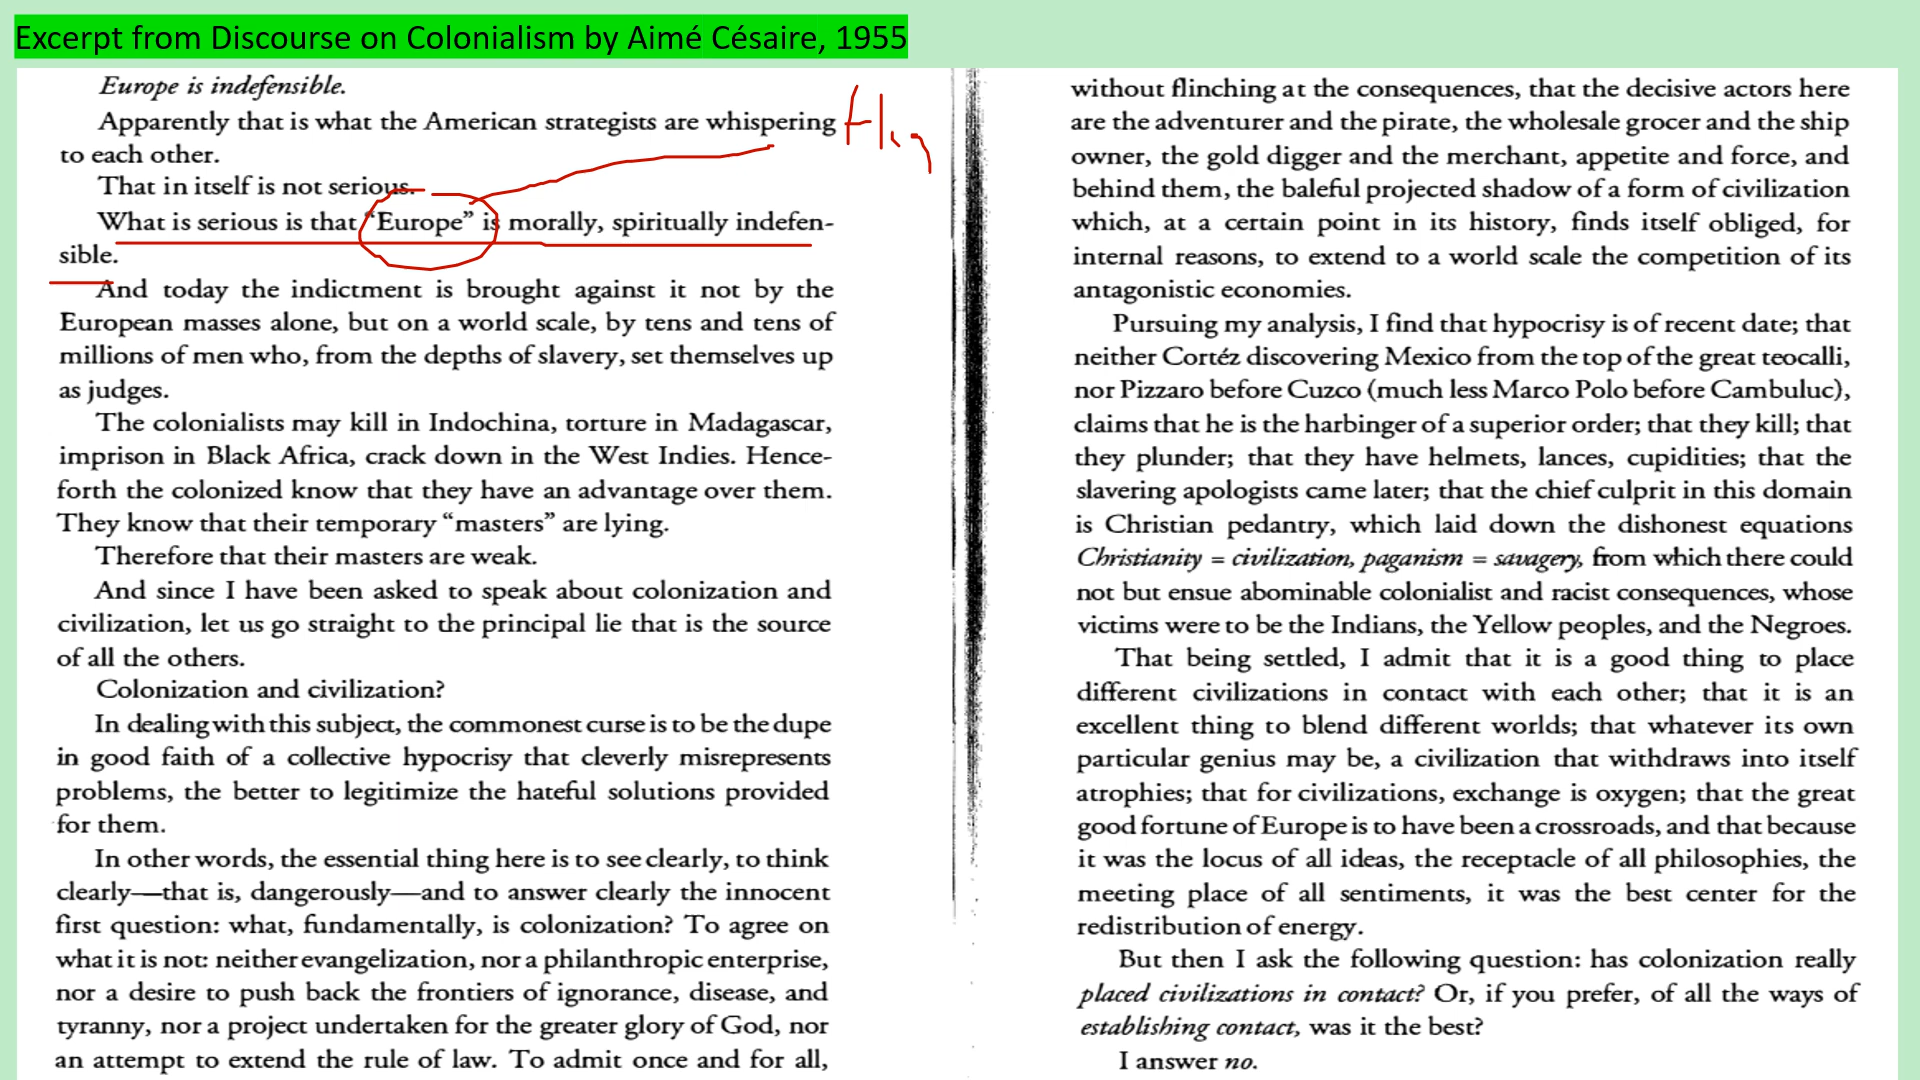 Excerpt from Discourse on Colonialism by Aimé Césaire, 1955
Europe is indefensible.
Apparently that is what the American strategists are whispering
to each other.
That in itself is not serious.
What is serious is that “Europe” is morally, spiritually indefen-
sible.
And today the indictment is brought against it not by the
European masses alone, but on a world scale, by tens and tens of
millions of men who, from the depths of slavery, set themselves up
as judges.
The colonialists may kill in Indochina, torture in Madagascar,
imprison in Black Africa, crack down in the West Indies. Hence-
forth the colonized know that they have an advantage over them.
They know that their temporary “masters” are lying.
Therefore that their masters are weak.
And since I have been asked to speak about colonization and
civilization, let us go straight to the principal lie that is the source
of all the others.
Colonization and civilization?
In dealing with this subject, the commonest curse is to be the dupe
in good faith of a collective hypocrisy that cleverly misrepresents
problems, the better to legitimize the hateful solutions provided
for them.
In other words, the essential thing here is to see clearly, to think
clearly—that is, dangerously—and to answer clearly the innocent
first question: what, fundamentally, is colonization? To agree on
what it is not: neither evangelization, nor a philanthropic enterprise,
nor a desire to push back the frontiers of ignorance, disease, and
tyranny, nor a project undertaken for the greater glory of God, nor
an attempt to extend the rule of law. To admit once and for all,
without flinching at the consequences, that the decisive actors here
are the adventurer and the pirate, the wholesale grocer and the ship
owner, the gold digger and the merchant, appetite and force, and
behind them, the baleful projected shadow of a form of civilization
which, at a certain point in its history, finds itself obliged, for
internal reasons, to extend to a world scale the competition of its
antagonistic economies.
Pursuing my analysis, I find that hypocrisy is of recent date; that
neither Cortéz discovering Mexico from the top of the great teocalli,
nor Pizzaro before Cuzco (much less Marco Polo before Cambuluc),
claims that he is the harbinger of a superior order; that they kill; that
they plunder; that they have helmets, lances, cupidities; that the
slavering apologists came later; that the chief culprit in this domain
is Christian pedantry, which laid down the dishonest equations
Christianity = civilization, paganism = savagery, from which there could
not but ensue abominable colonialist and racist consequences, whose
victims were to be the Indians, the Yellow peoples, and the Negroes.
That being settled, I admit that it is a good thing to place
different civilizations in contact with each other; that it is an
excellent thing to blend different worlds; that whatever its own
particular genius may be, a civilization that withdraws into itself
atrophies; that for civilizations, exchange is oxygen; that the great
good fortune of Europe is to have been a crossroads, and that because
it was the locus of all ideas, the receptacle of all philosophies, the
meeting place of all sentiments, it was the best center for the
redistribution of energy.
But then I ask the following question: has colonization really
placed civilizations in contact? Or, if you prefer, of all the ways of
establishing contact, was it the best?
I answer no.